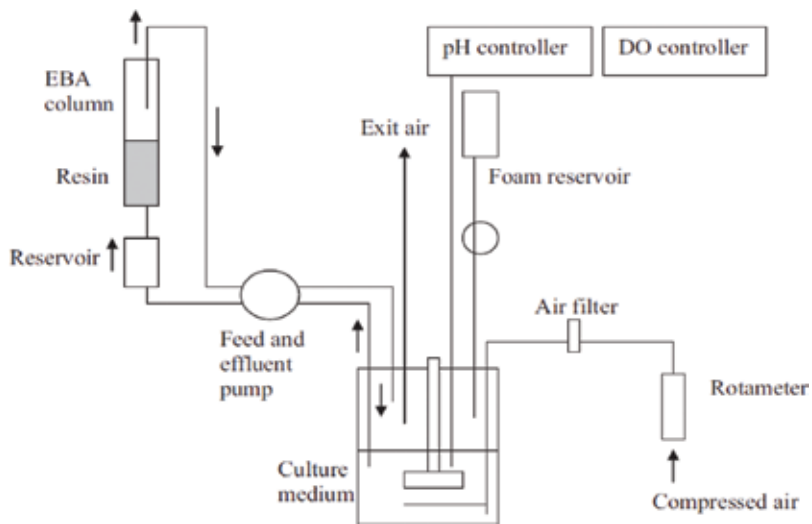 pH controller
DO controller
EBA
column
Exit air
Resin
Foam reservoir
Reservoir
Air filter
Feed and
effluent
pump
Rotameter
Culture
medium
Compressed air